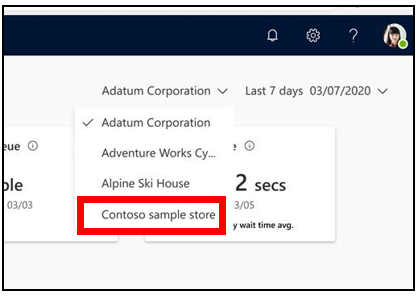 Adatum Corporation Last 7 days 03/07/2020
Adatum Corporation
Adventure Works Cy...
Alpine Ski House
Contoso sample store
eue
e
ble
2 secs
03/03
3/05
y wait time avg.